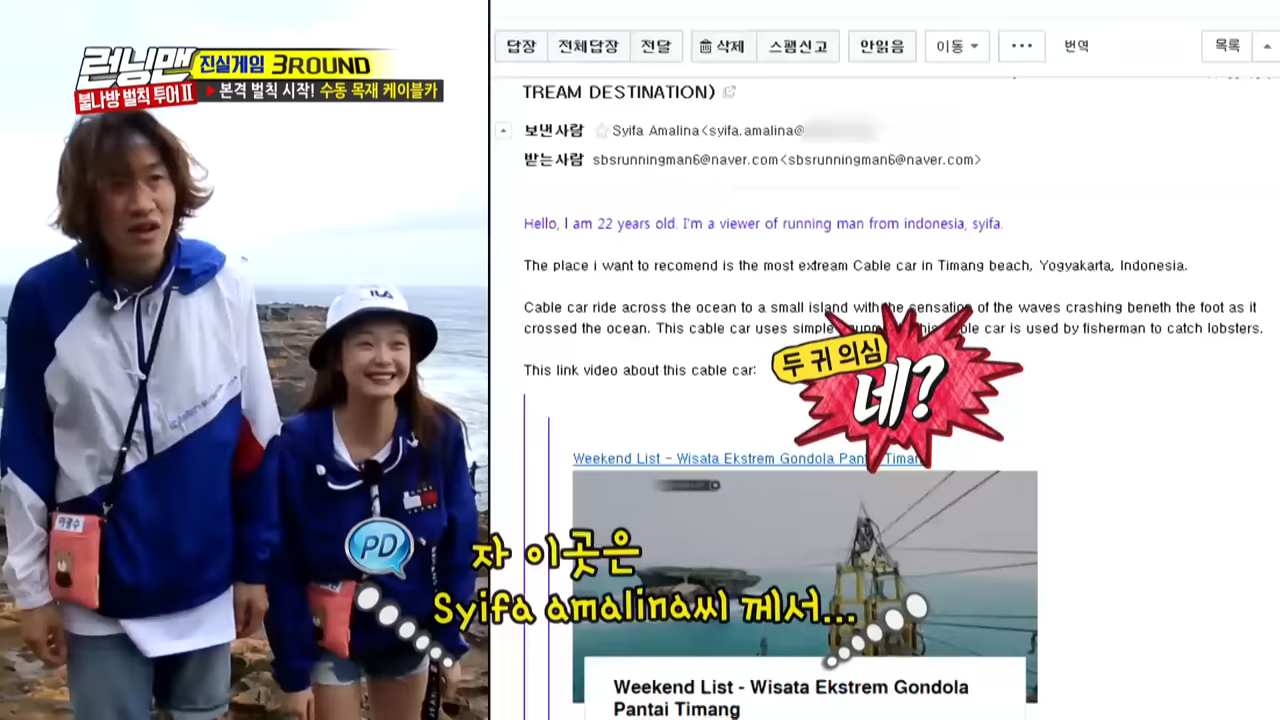 런닝맨
불나방 벌칙 투어 II
진실게임 3ROUND
▶본격 벌칙 시작! 수동 목재 케이블카
답장 전체답장 전달 삭제 스팸신고 안읽음 이동 ••• 번역 목록
TREAM DESTINATION)
보낸사람 Syifa Amalina<syifa.amalina@
받는사람 sbsrunningman6@naver.com<sbsrunningman6@naver.com>
Hello, I am 22 years old. I'm a viewer of running man from indonesia, syifa.
The place i want to recomend is the most extream Cable car in Timang beach, Yogyakarta, Indonesia.
Cable car ride across the ocean to a small island with the sensation of the waves crashing beneth the foot as it
crossed the ocean. This cable car uses simple cable car is used by fisherman to catch lobsters.
This link video about this cable car:
두 귀 의심
네?
Weekend List - Wisata Ekstrem Gondola Pantai Timang
이광수
FILA
PD
자 이곳은
Syifa amalina씨 께서...
Weekend List - Wisata Ekstrem Gondola
Pantai Timang